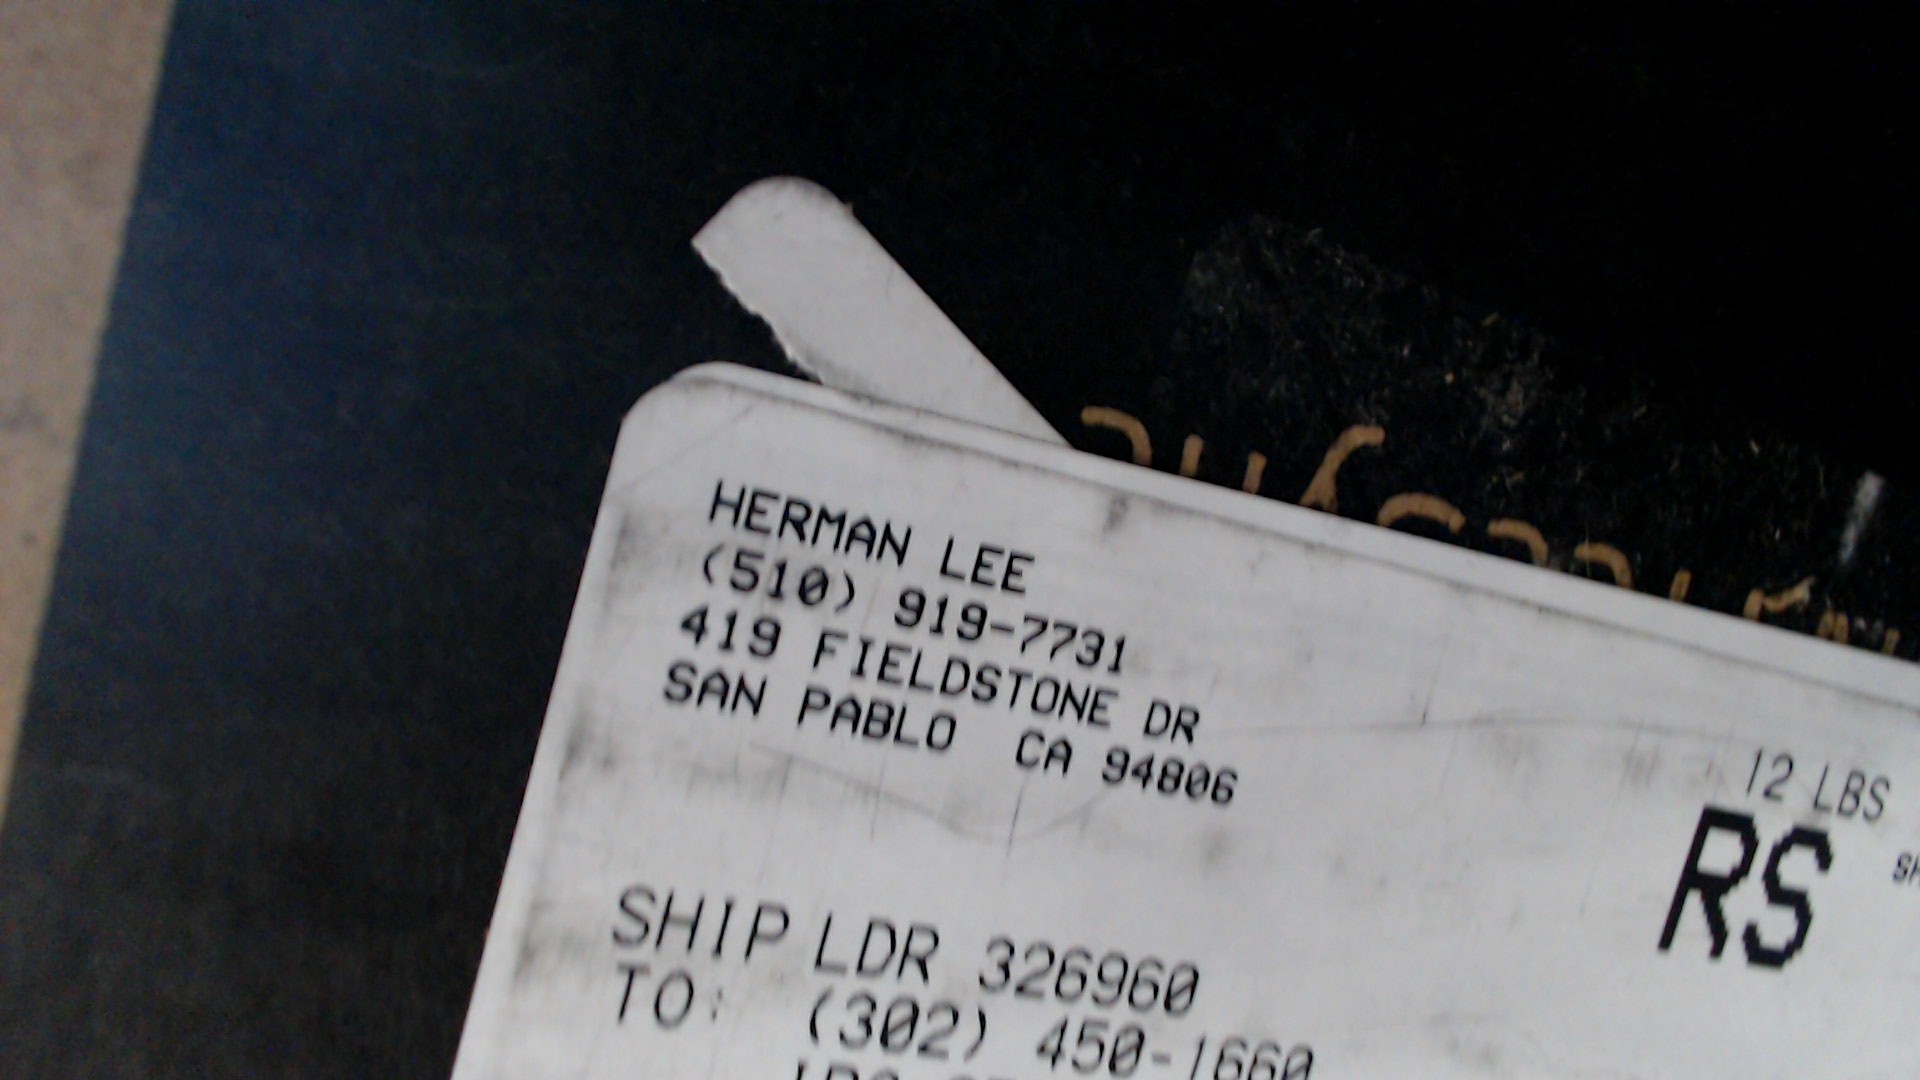 HERMAN LEE
(510) 919-7731
419 FIELDSTONE DR
SAN PABLO  CA 94806
12 LBS
RS
SHIP LDR 326960
TO: (302) 450-1660